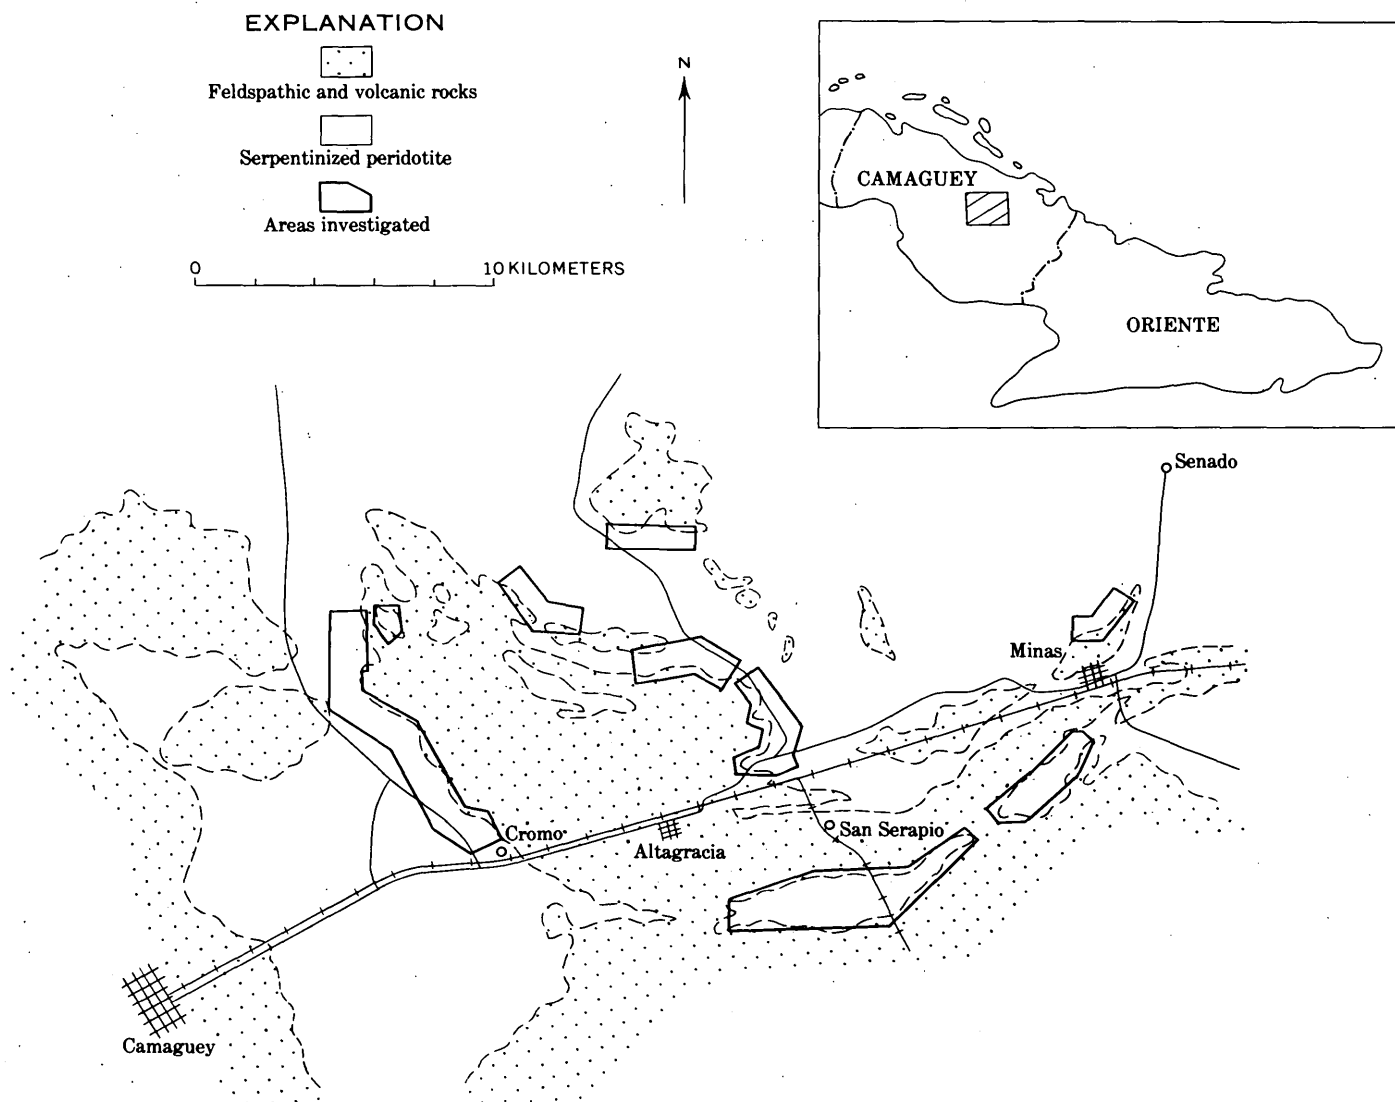 EXPLANATION
Feldspathic and volcanic rocks
Serpentinized peridotite
Areas investigated
0 10 KILOMETERS
N
CAMAGUEY
ORIENTE
Senado
Minas
Cromo
Altagracia
San Serapio
Camaguey